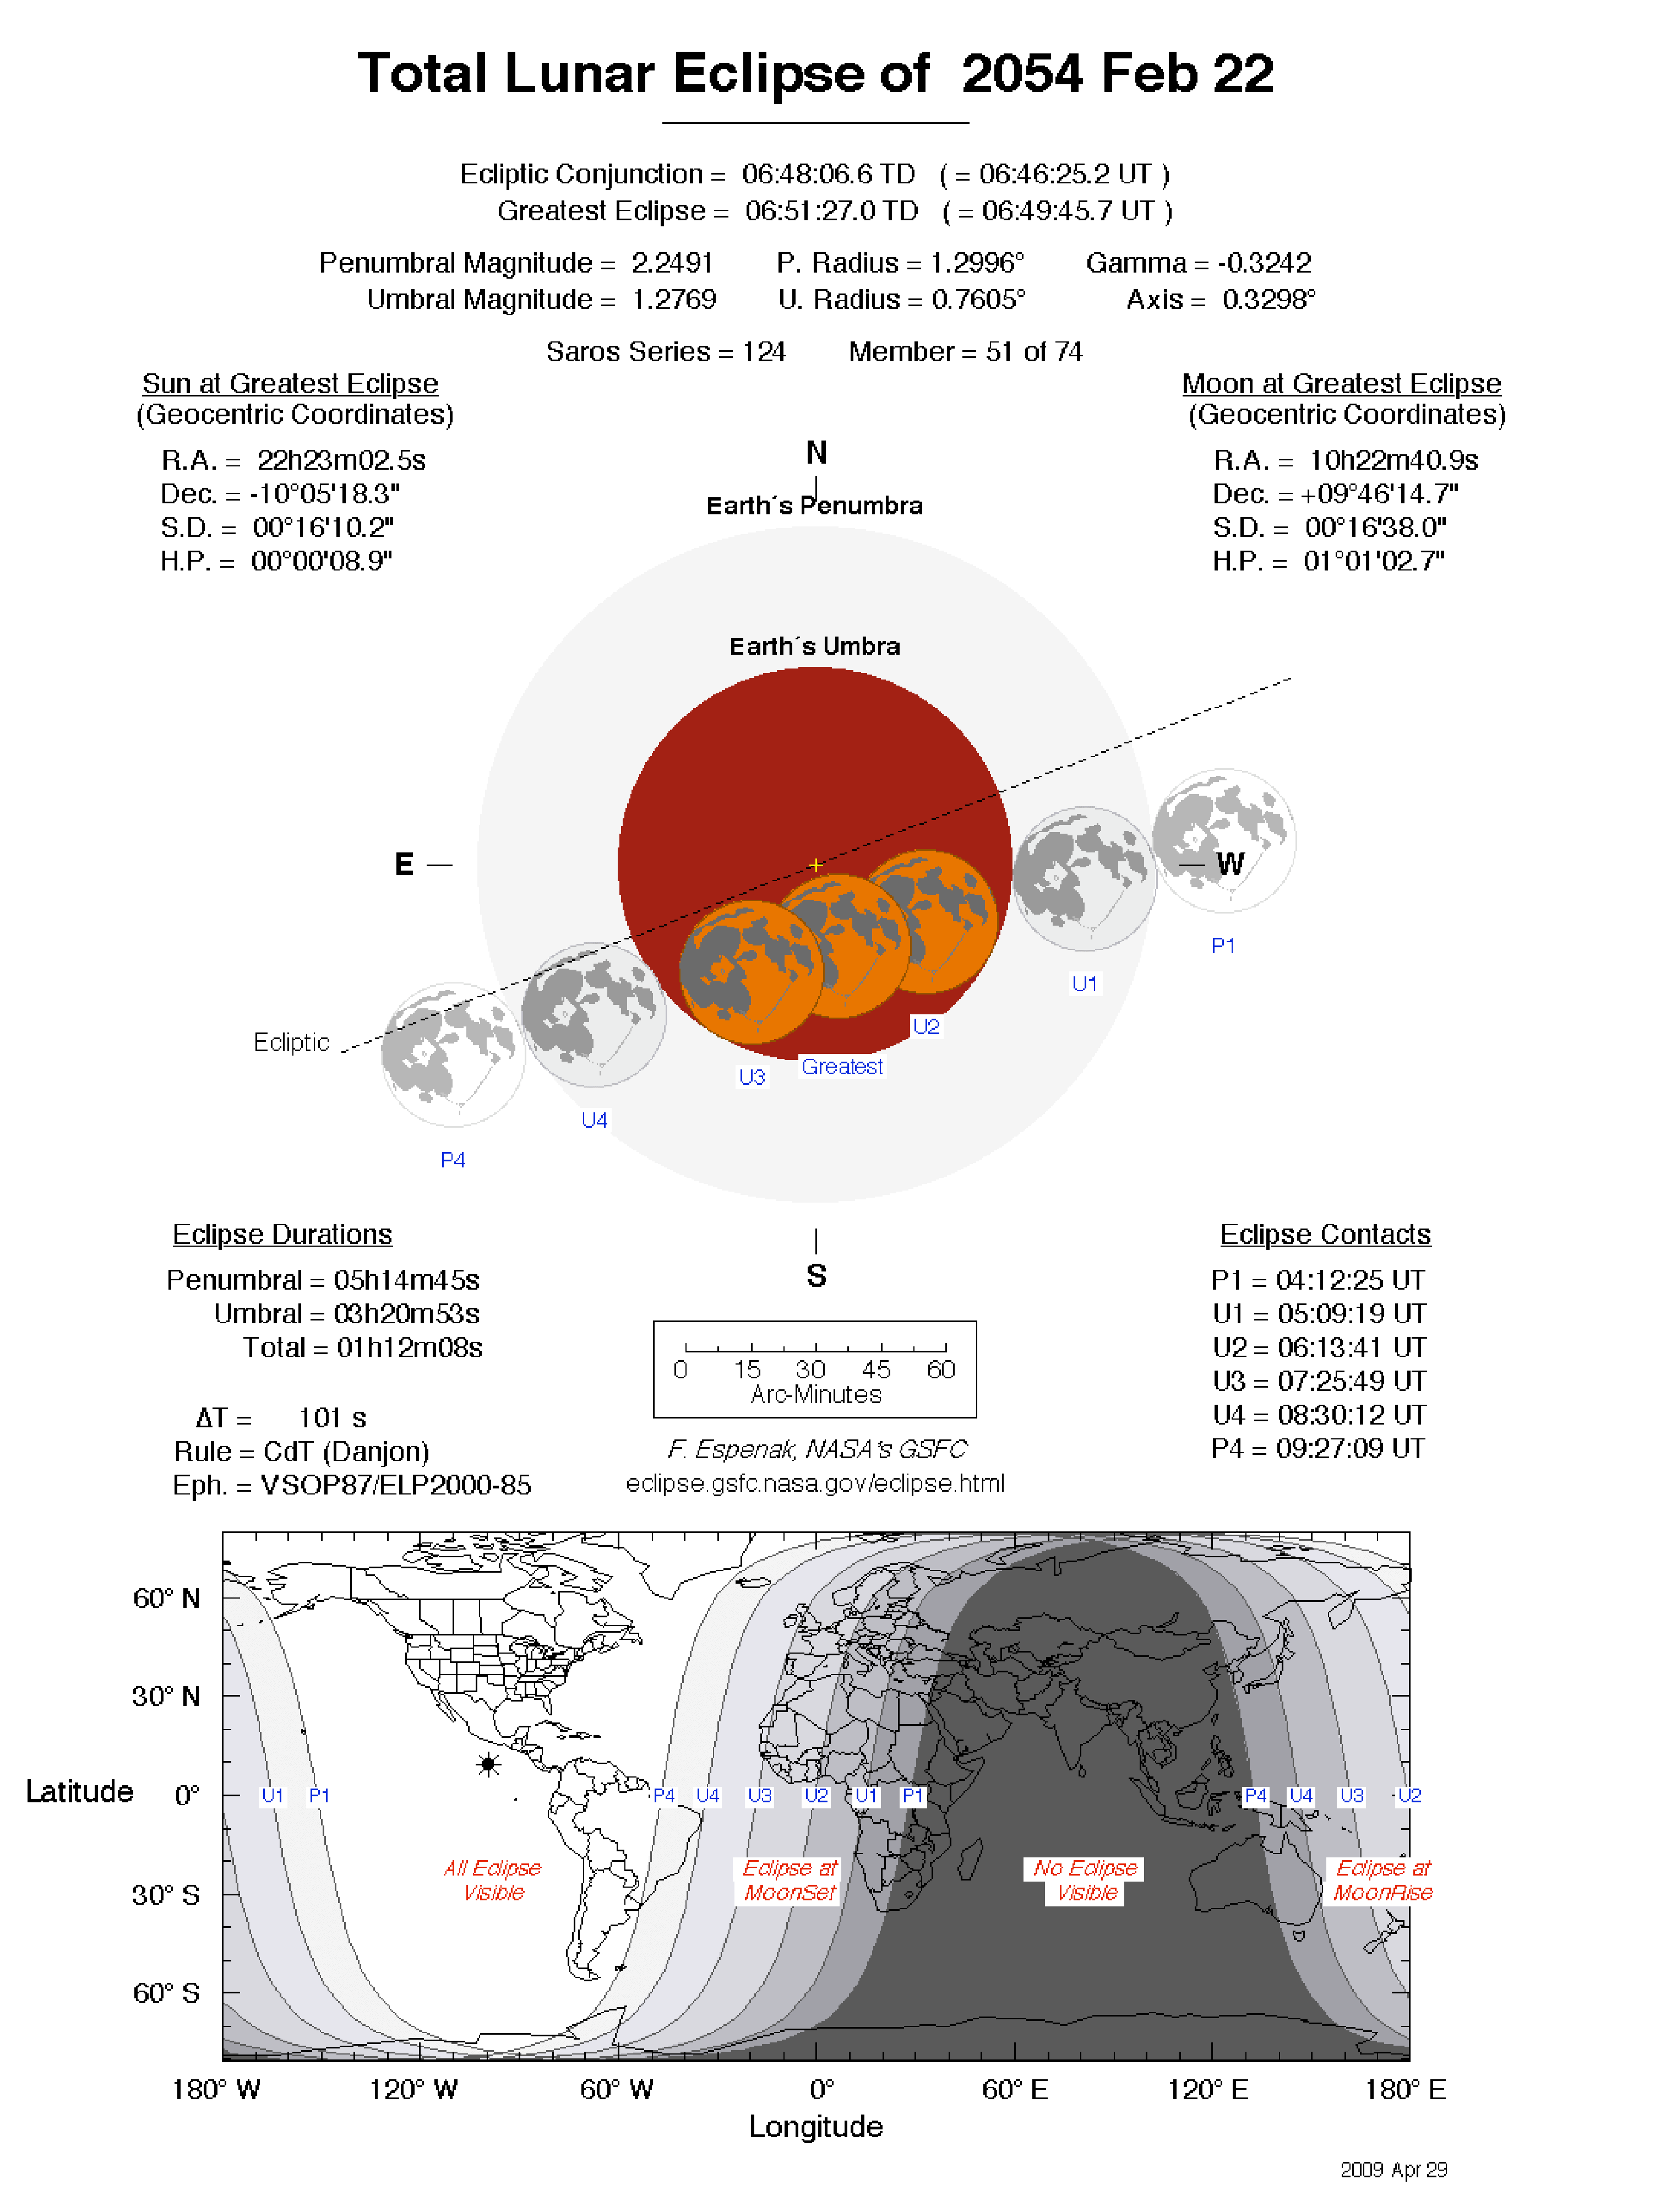 Total Lunar Eclipse of 2054 Feb 22
Ecliptic Conjunction = 06:48:06.6 TD ( = 06:46:25.2 UT )
Greatest Eclipse = 06:51:27.0 TD ( = 06:49:45.7 UT )
Penumbral Magnitude = 2.2491 P. Radius = 1.2996° Gamma = -0.3242
Umbral Magnitude = 1.2769 U. Radius = 0.7605° Axis = 0.3298°
Saros Series = 124 Member = 51 of 74
Sun at Greatest Eclipse
(Geocentric Coordinates)
R.A. = 22h23m02.5s
Dec. = -10°05'18.3"
S.D. = 00°16'10.2"
H.P. = 00°00'08.9"
Moon at Greatest Eclipse
(Geocentric Coordinates)
R.A. = 10h22m40.9s
Dec. = +09°46'14.7"
S.D. = 00°16'38.0"
H.P. = 01°01'02.7"
N
Earth´s Penumbra
Earth´s Umbra
E
W
P1
U1
U2
Ecliptic
Greatest
U3
U4
P4
S
Eclipse Durations
Penumbral = 05h14m45s
Umbral = 03h20m53s
Total = 01h12m08s
ΔT = 101 s
Rule = CdT (Danjon)
Eph. = VSOP87/ELP2000-85
0 15 30 45 60
Arc-Minutes
F. Espenak, NASA's GSFC
eclipse.gsfc.nasa.gov/eclipse.html
Eclipse Contacts
P1 = 04:12:25 UT
U1 = 05:09:19 UT
U2 = 06:13:41 UT
U3 = 07:25:49 UT
U4 = 08:30:12 UT
P4 = 09:27:09 UT
60° N
30° N
Latitude 0°
30° S
60° S
U1 P1 P4 U4 U3 U2 U1 P1 P4 U4 U3 U2
All Eclipse
Visible
Eclipse at
MoonSet
No Eclipse
Visible
Eclipse at
MoonRise
180° W 120° W 60° W 0° 60° E 120° E 180° E
Longitude
2009 Apr 29